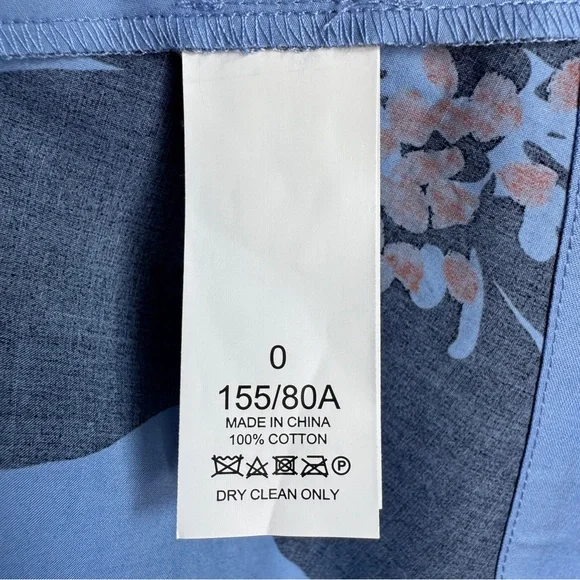 0
155/80A
MADE IN CHINA
100% COTTON
P
DRY CLEAN ONLY